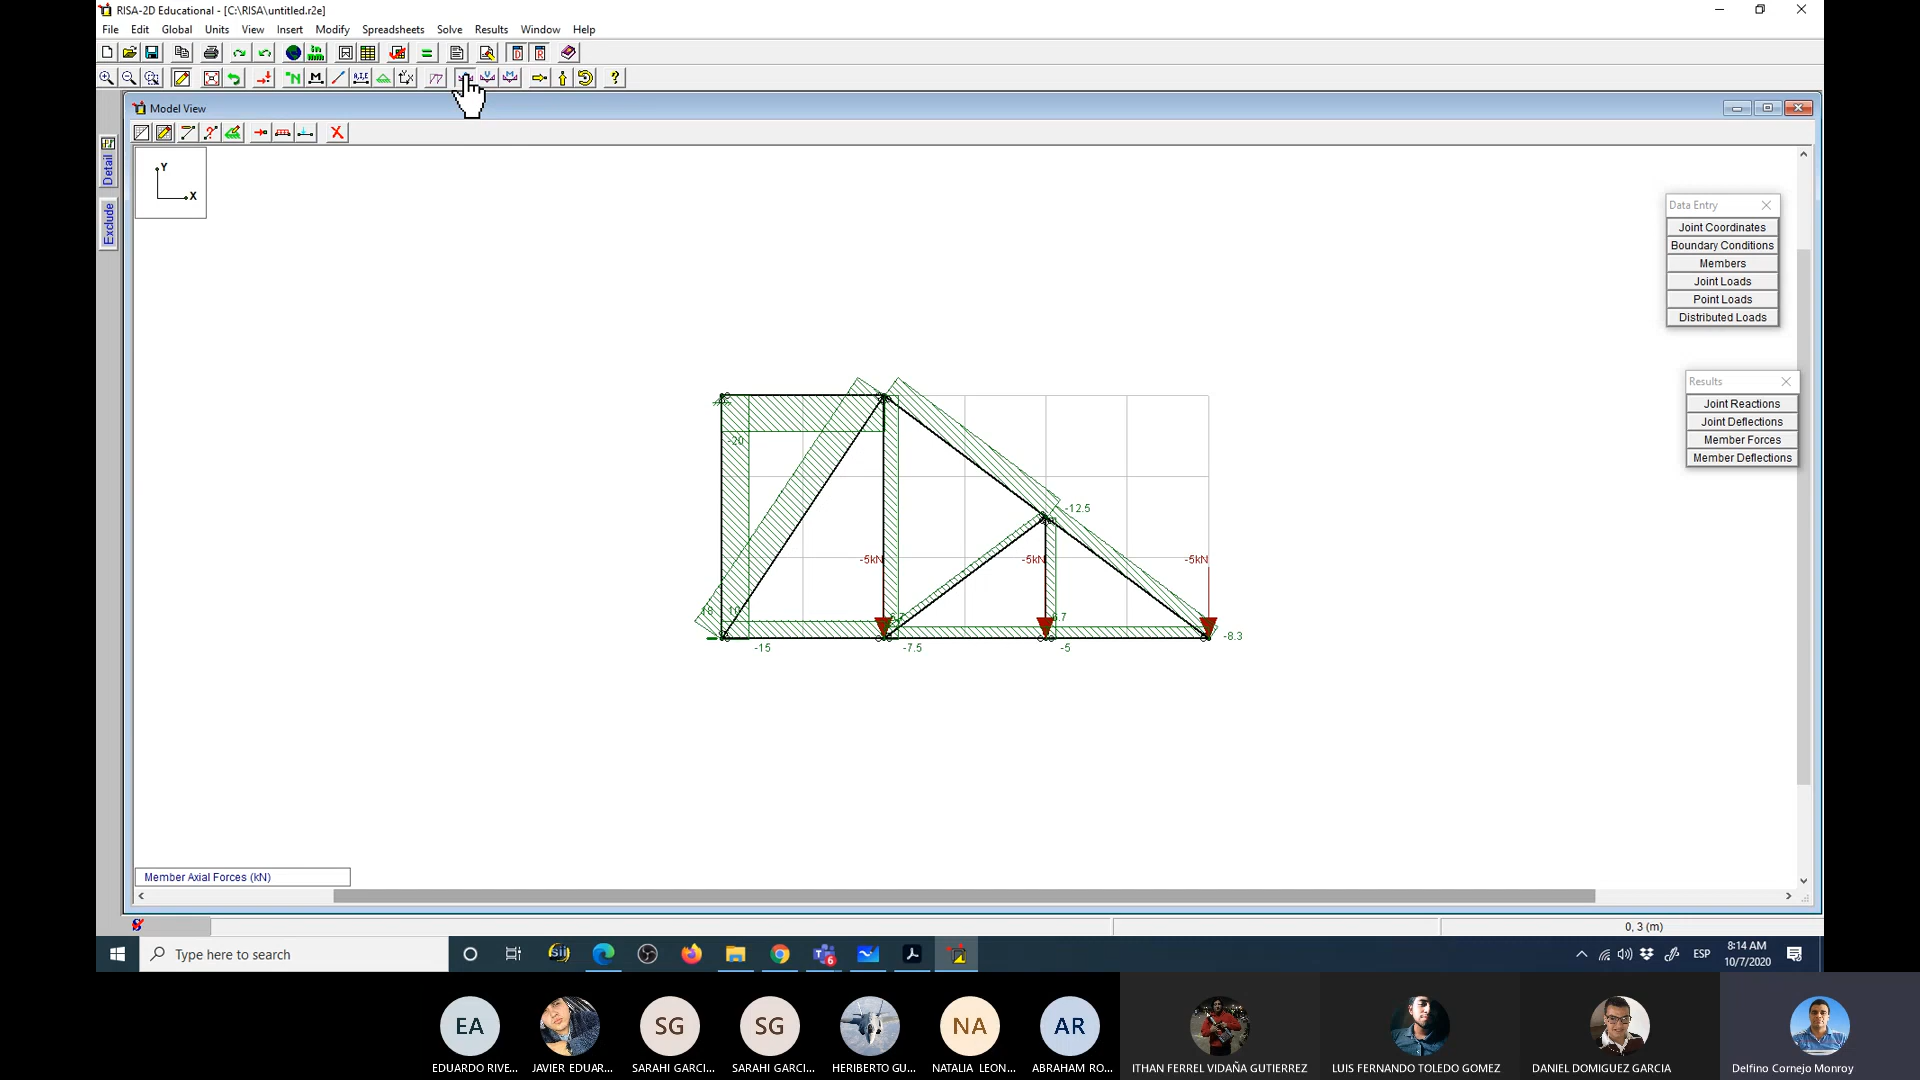 RISA-2D Educational - [C:\RISA\untitled.r2e]
File Edit Global Units View Insert Modify Spreadsheets Solve Results Window Help
Model View
Detail
Exclude
Y
X
Data Entry
Joint Coordinates
Boundary Conditions
Members
Joint Loads
Point Loads
Distributed Loads
Results
Joint Reactions
Joint Deflections
Member Forces
Member Deflections
-20
-12.5
-5kN
-5kN
-5kN
18
10
6.7
-8.3
-15
-7.5
-5
Member Axial Forces (kN)
0, 3 (m)
Type here to search
ESP
8:14 AM
10/7/2020
EA
SG
SG
NA
AR
EDUARDO RIVE...
JAVIER EDUAR...
SARAHI GARCI...
SARAHI GARCI...
HERIBERTO GU...
NATALIA LEON...
ABRAHAM RO...
ITHAN FERREL VIDAÑA GUTIERREZ
LUIS FERNANDO TOLEDO GOMEZ
DANIEL DOMIGUEZ GARCIA
Delfino Cornejo Monroy